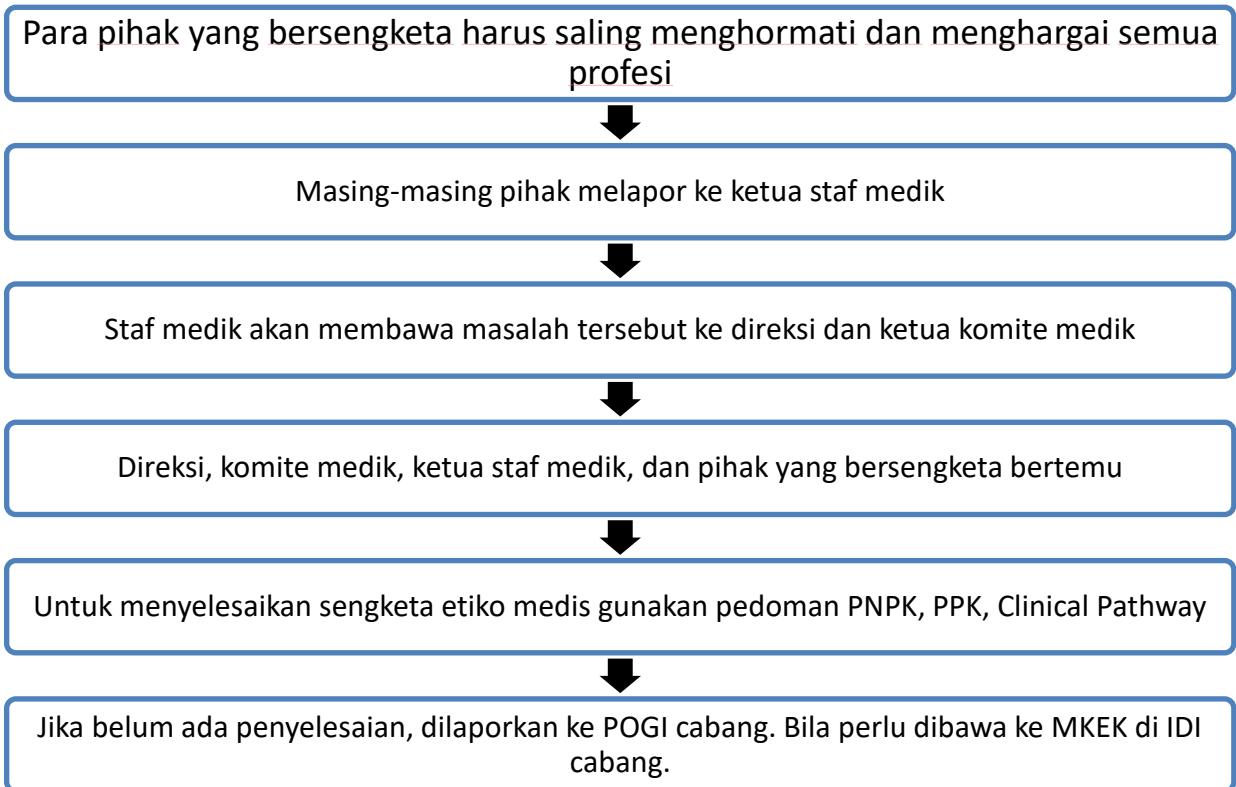 Para pihak yang bersengketa harus saling menghormati dan menghargai semua
profesi
Masing-masing pihak melapor ke ketua staf medik
Staf medik akan membawa masalah tersebut ke direksi dan ketua komite medik
Direksi, komite medik, ketua staf medik, dan pihak yang bersengketa bertemu
Untuk menyelesaikan sengketa etiko medis gunakan pedoman PNPK, PPK, Clinical Pathway
Jika belum ada penyelesaian, dilaporkan ke POGI cabang. Bila perlu dibawa ke MKEK di IDI
cabang.